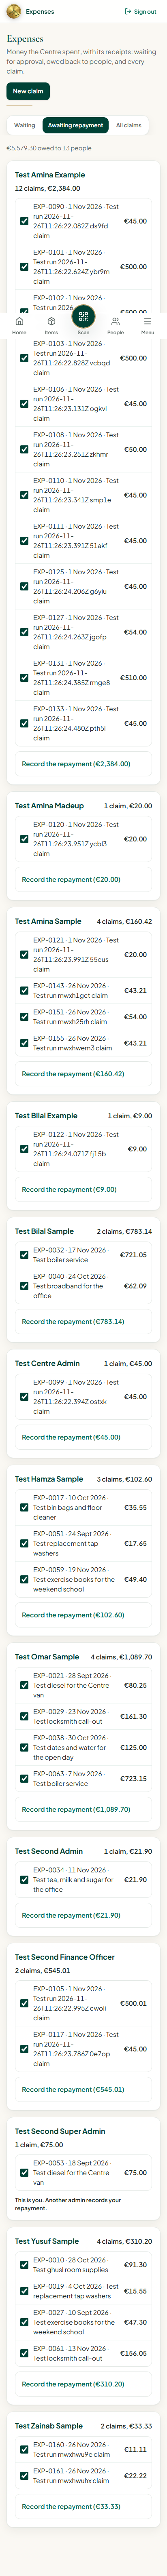 Expenses
Sign out
Expenses
Money the Centre spent, with its receipts: waiting
for approval, owed back to people, and every
claim.
New claim
Waiting
Awaiting repayment
All claims
€5,579.30 owed to 13 people
Test Amina Example
12 claims, €2,384.00
EXP-0090 · 1 Nov 2026 · Test
run 2026-11-
26T11:26:22.082Z ds9fd
claim
€45.00
EXP-0101 · 1 Nov 2026 · Test
run 2026-11-
26T11:26:22.624Z ybr9m
claim
€500.00
EXP-0102 · 1 Nov 2026 · Test
Home
Items
Scan
People
Menu
EXP-0103 · 1 Nov 2026 · Test
run 2026-11-
26T11:26:22.828Z vcbqd
claim
€500.00
EXP-0106 · 1 Nov 2026 · Test
run 2026-11-
26T11:26:23.131Z ogkvl
claim
€45.00
EXP-0108 · 1 Nov 2026 · Test
run 2026-11-
26T11:26:23.251Z zkhmr
claim
€50.00
EXP-0110 · 1 Nov 2026 · Test
run 2026-11-
26T11:26:23.341Z smp1e
claim
€45.00
EXP-0111 · 1 Nov 2026 · Test
run 2026-11-
26T11:26:23.391Z 51akf
claim
€45.00
EXP-0125 · 1 Nov 2026 · Test
run 2026-11-
26T11:26:24.206Z g6yiu
claim
€45.00
EXP-0127 · 1 Nov 2026 · Test
run 2026-11-
26T11:26:24.263Z jgofp
claim
€54.00
EXP-0131 · 1 Nov 2026 · Test
run 2026-11-
26T11:26:24.385Z rmge8
claim
€510.00
EXP-0133 · 1 Nov 2026 · Test
run 2026-11-
26T11:26:24.480Z pth5l
claim
€45.00
Record the repayment (€2,384.00)
Test Amina Madeup
1 claim, €20.00
EXP-0120 · 1 Nov 2026 · Test
run 2026-11-
26T11:26:23.951Z ycbl3
claim
€20.00
Record the repayment (€20.00)
Test Amina Sample
4 claims, €160.42
EXP-0121 · 1 Nov 2026 · Test
run 2026-11-
26T11:26:23.991Z 55eus
claim
€20.00
EXP-0143 · 26 Nov 2026 ·
Test run mwxh1gct claim
€43.21
EXP-0151 · 26 Nov 2026 ·
Test run mwxh25rh claim
€54.00
EXP-0155 · 26 Nov 2026 ·
Test run mwxhwem3 claim
€43.21
Record the repayment (€160.42)
Test Bilal Example
1 claim, €9.00
EXP-0122 · 1 Nov 2026 · Test
run 2026-11-
26T11:26:24.071Z fj15b
claim
€9.00
Record the repayment (€9.00)
Test Bilal Sample
2 claims, €783.14
EXP-0032 · 17 Nov 2026 ·
Test boiler service
€721.05
EXP-0040 · 24 Oct 2026 ·
Test broadband for the
office
€62.09
Record the repayment (€783.14)
Test Centre Admin
1 claim, €45.00
EXP-0099 · 1 Nov 2026 · Test
run 2026-11-
26T11:26:22.394Z ostxk
claim
€45.00
Record the repayment (€45.00)
Test Hamza Sample
3 claims, €102.60
EXP-0017 · 10 Oct 2026 ·
Test bin bags and floor
cleaner
€35.55
EXP-0051 · 24 Sept 2026 ·
Test replacement tap
washers
€17.65
EXP-0059 · 19 Nov 2026 ·
Test exercise books for the
weekend school
€49.40
Record the repayment (€102.60)
Test Omar Sample
4 claims, €1,089.70
EXP-0021 · 28 Sept 2026 ·
Test diesel for the Centre
van
€80.25
EXP-0029 · 23 Nov 2026 ·
Test locksmith call-out
€161.30
EXP-0038 · 30 Oct 2026 ·
Test dates and water for
the open day
€125.00
EXP-0063 · 7 Nov 2026 ·
Test boiler service
€723.15
Record the repayment (€1,089.70)
Test Second Admin
1 claim, €21.90
EXP-0034 · 11 Nov 2026 ·
Test tea, milk and sugar for
the office
€21.90
Record the repayment (€21.90)
Test Second Finance Officer
2 claims, €545.01
EXP-0105 · 1 Nov 2026 · Test
run 2026-11-
26T11:26:22.995Z cwoli
claim
€500.01
EXP-0117 · 1 Nov 2026 · Test
run 2026-11-
26T11:26:23.786Z 0e7op
claim
€45.00
Record the repayment (€545.01)
Test Second Super Admin
1 claim, €75.00
EXP-0053 · 18 Sept 2026 ·
Test diesel for the Centre
van
€75.00
This is you. Another admin records your
repayment.
Test Yusuf Sample
4 claims, €310.20
EXP-0010 · 28 Oct 2026 ·
Test ghusl room supplies
€91.30
EXP-0019 · 4 Oct 2026 · Test
replacement tap washers
€15.55
EXP-0027 · 10 Sept 2026 ·
Test exercise books for the
weekend school
€47.30
EXP-0061 · 13 Nov 2026 ·
Test locksmith call-out
€156.05
Record the repayment (€310.20)
Test Zainab Sample
2 claims, €33.33
EXP-0160 · 26 Nov 2026 ·
Test run mwxhwu9e claim
€11.11
EXP-0161 · 26 Nov 2026 ·
Test run mwxhwuhx claim
€22.22
Record the repayment (€33.33)